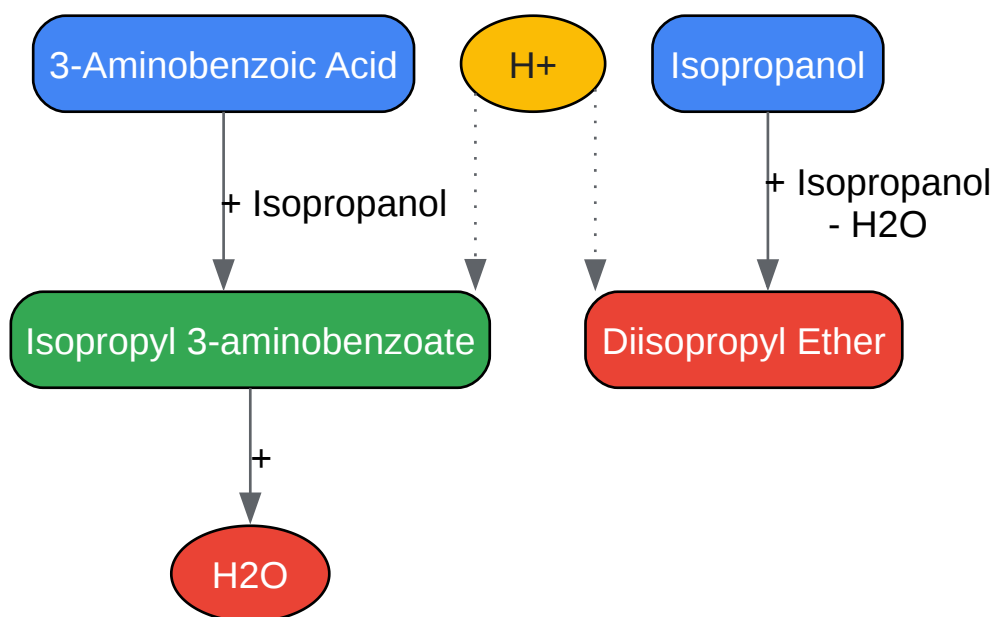 3-Aminobenzoic Acid
H+
Isopropanol
+ Isopropanol
+ Isopropanol
- H2O
Isopropyl 3-aminobenzoate
Diisopropyl Ether
+
H2O